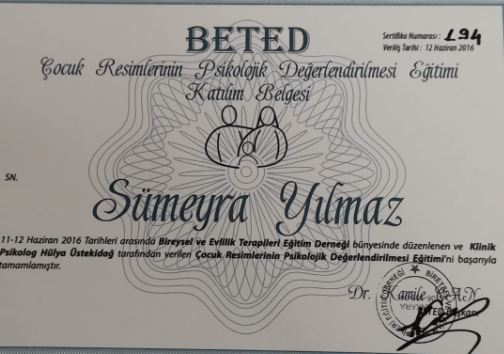 BETED
Sertifika Numarası: L94
Veriliş Tarihi: 12 Haziran 2016
Çocuk Resimlerinin Psikolojik Değerlendirilmesi Eğitimi
Katılım Belgesi
SN.
Sümeyra Yılmaz
11-12 Haziran 2016 Tarihleri arasında Bireysel ve Evlilik Terapileri Eğitim Derneği bünyesinde düzenlenen ve Klinik
Psikolog Hülya Üstekidağ tarafından verilen Çocuk Resimlerinin Psikolojik Değerlendirilmesi Eğitimi'ni başarıyla
tamamlamıştır.
Dr. Kamile